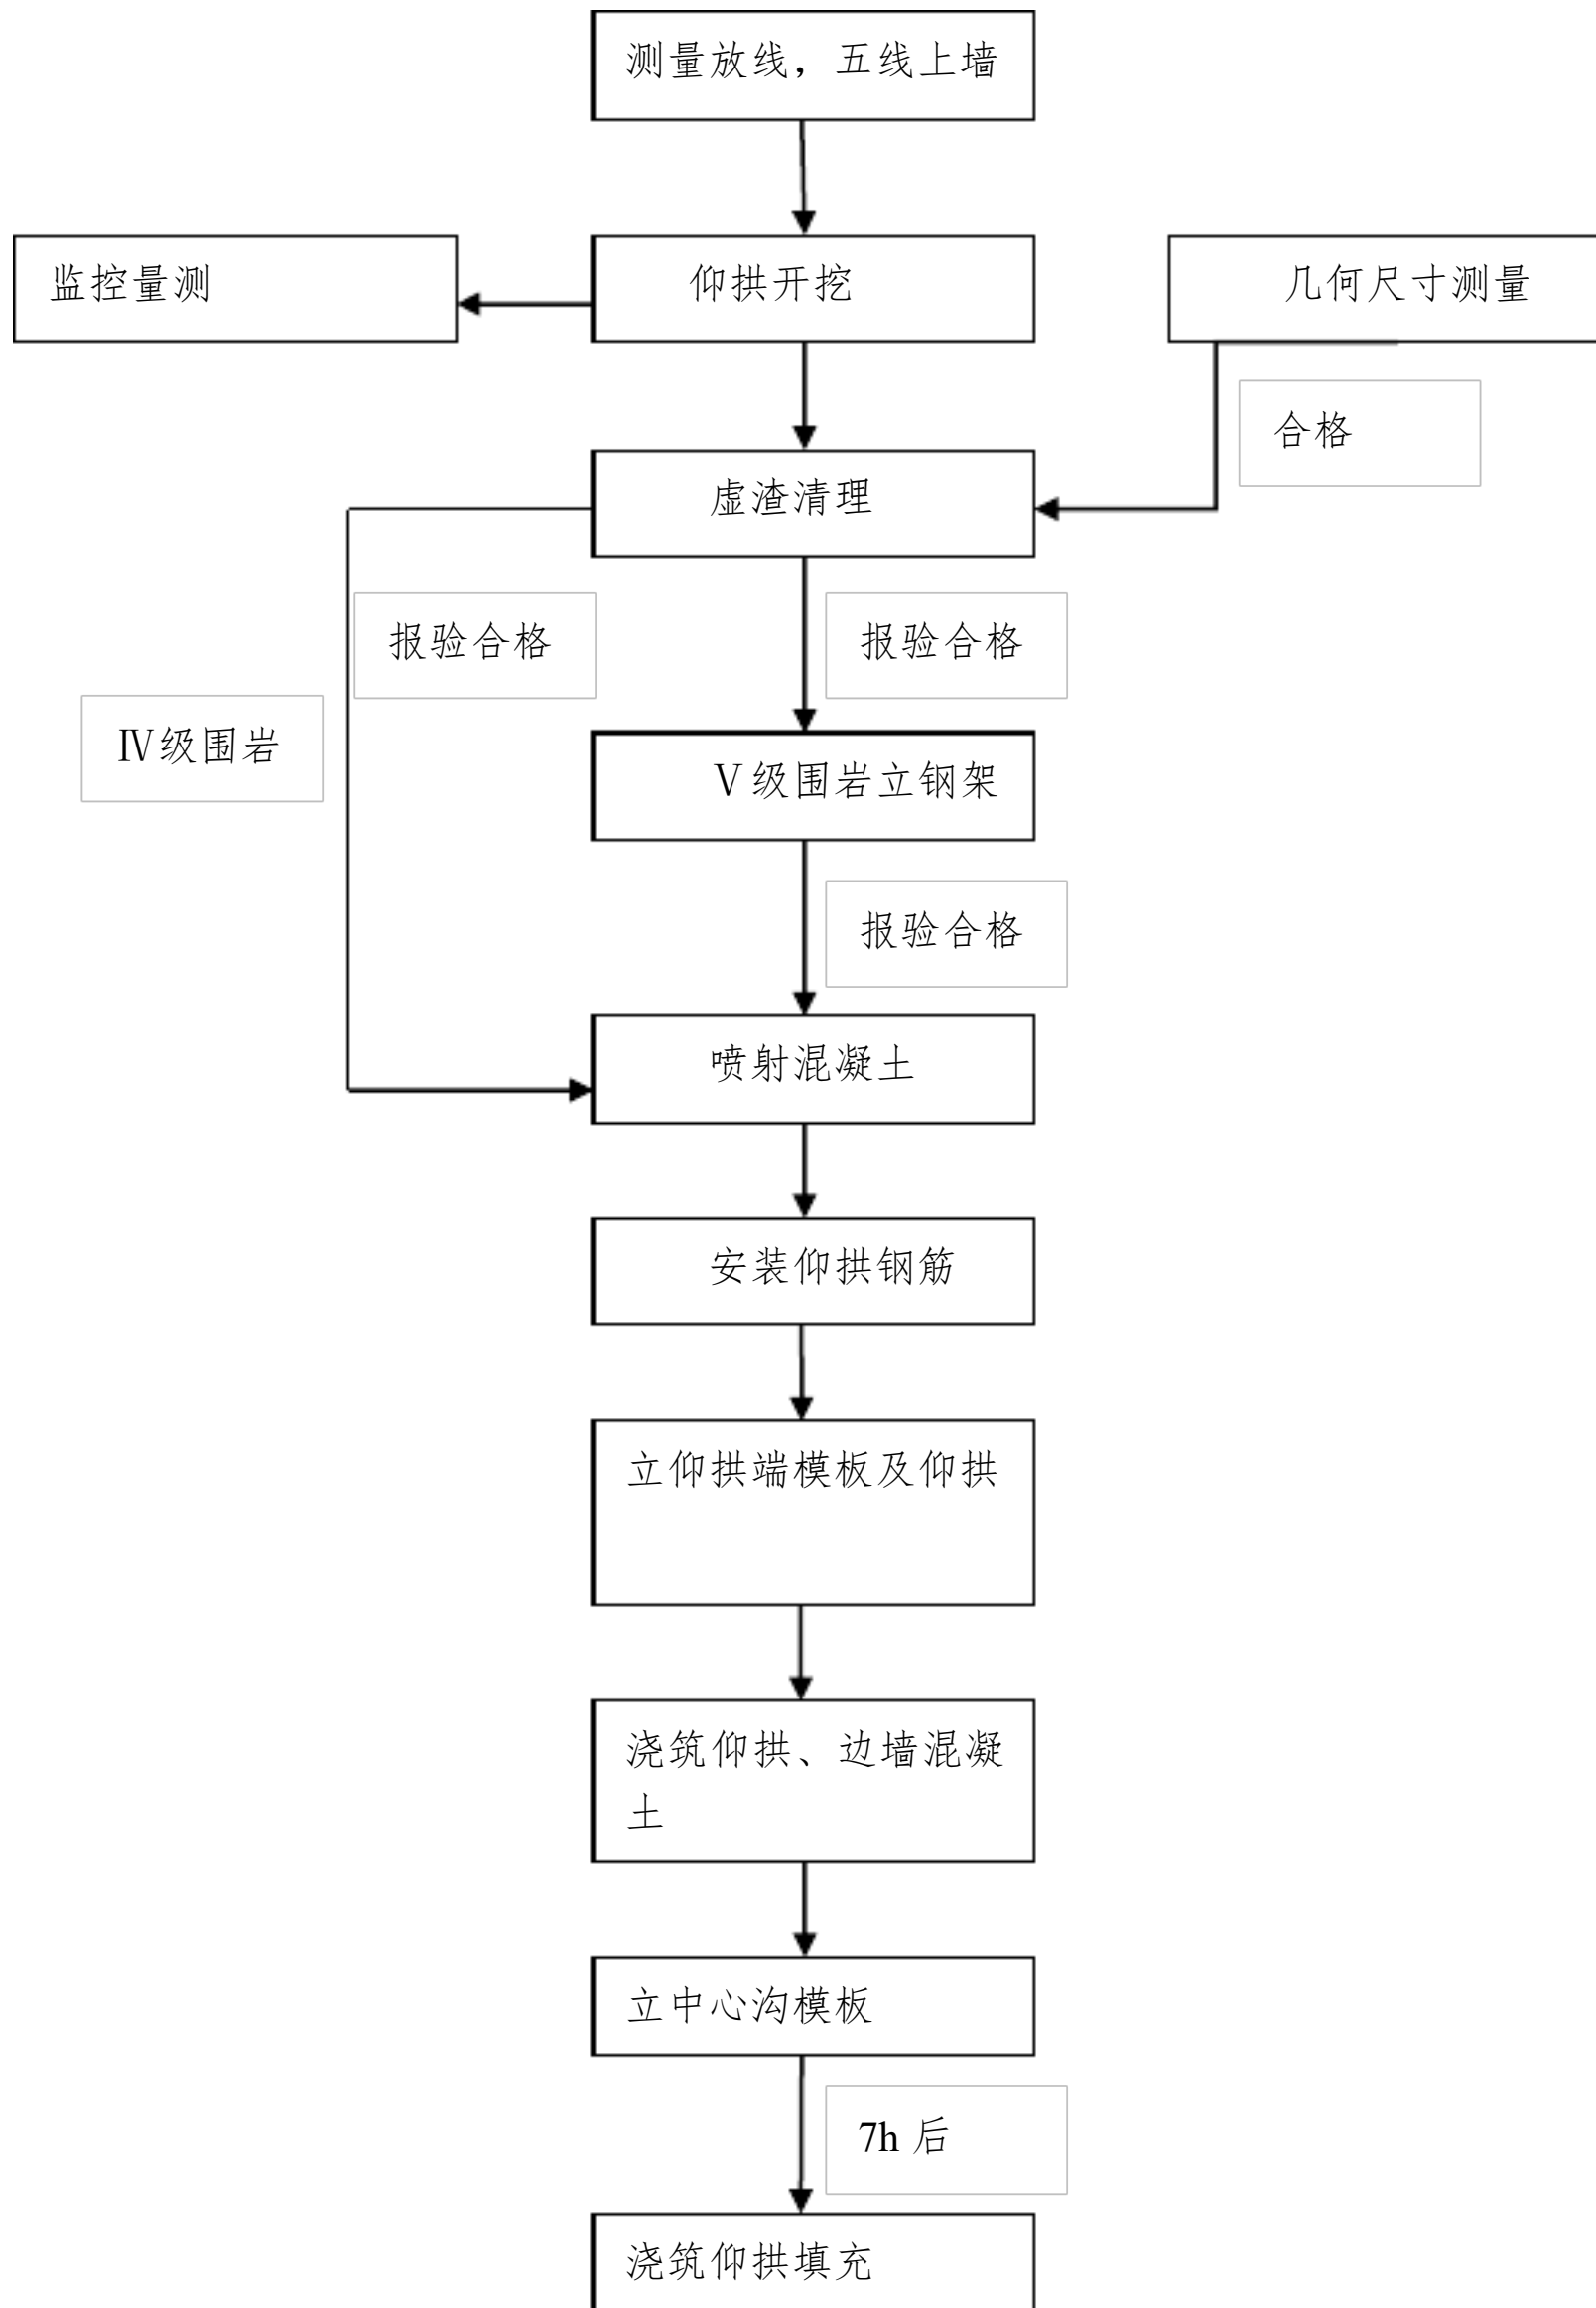 测量放线，五线上墙
监控量测
仰拱开挖
几何尺寸测量
合格
虚渣清理
报验合格
报验合格
Ⅳ级围岩
Ⅴ级围岩立钢架
报验合格
喷射混凝土
安装仰拱钢筋
立仰拱端模板及仰拱
浇筑仰拱、边墙混凝
土
立中心沟模板
7h 后
浇筑仰拱填充